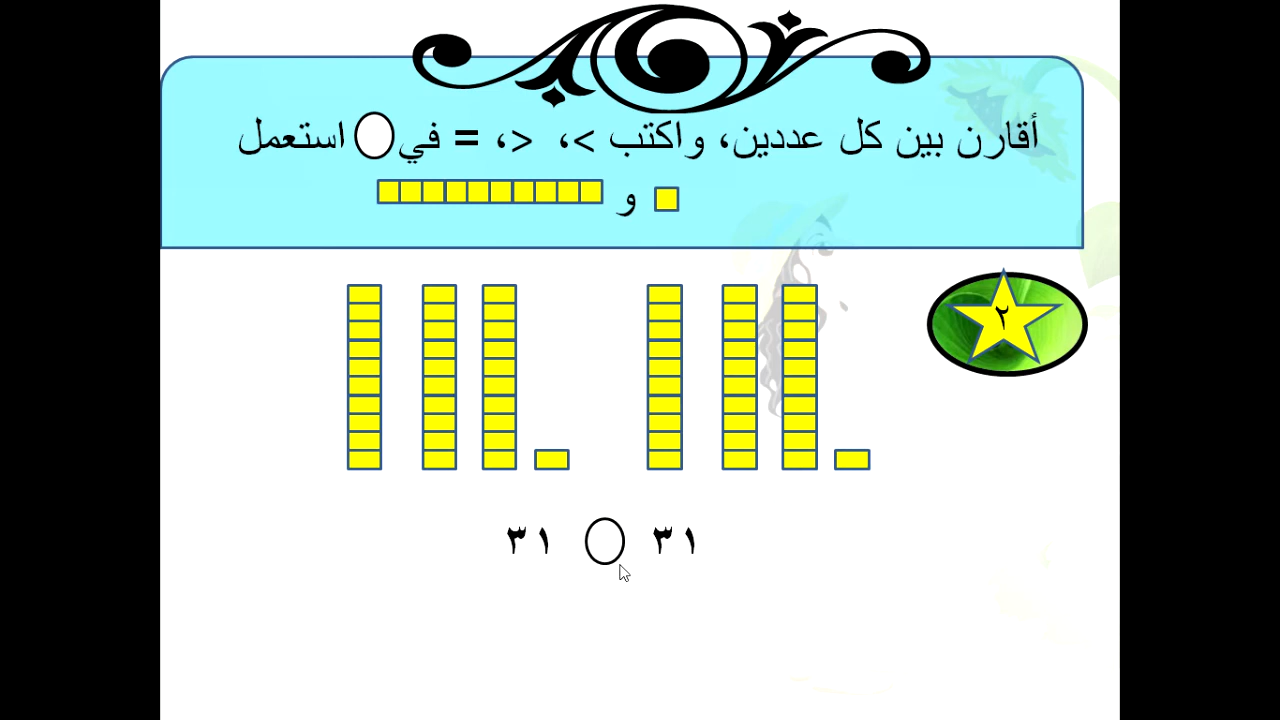 أقارن بين كل عددين، واكتب >، <، = في استعمل
و
٢
٣١ ٣١